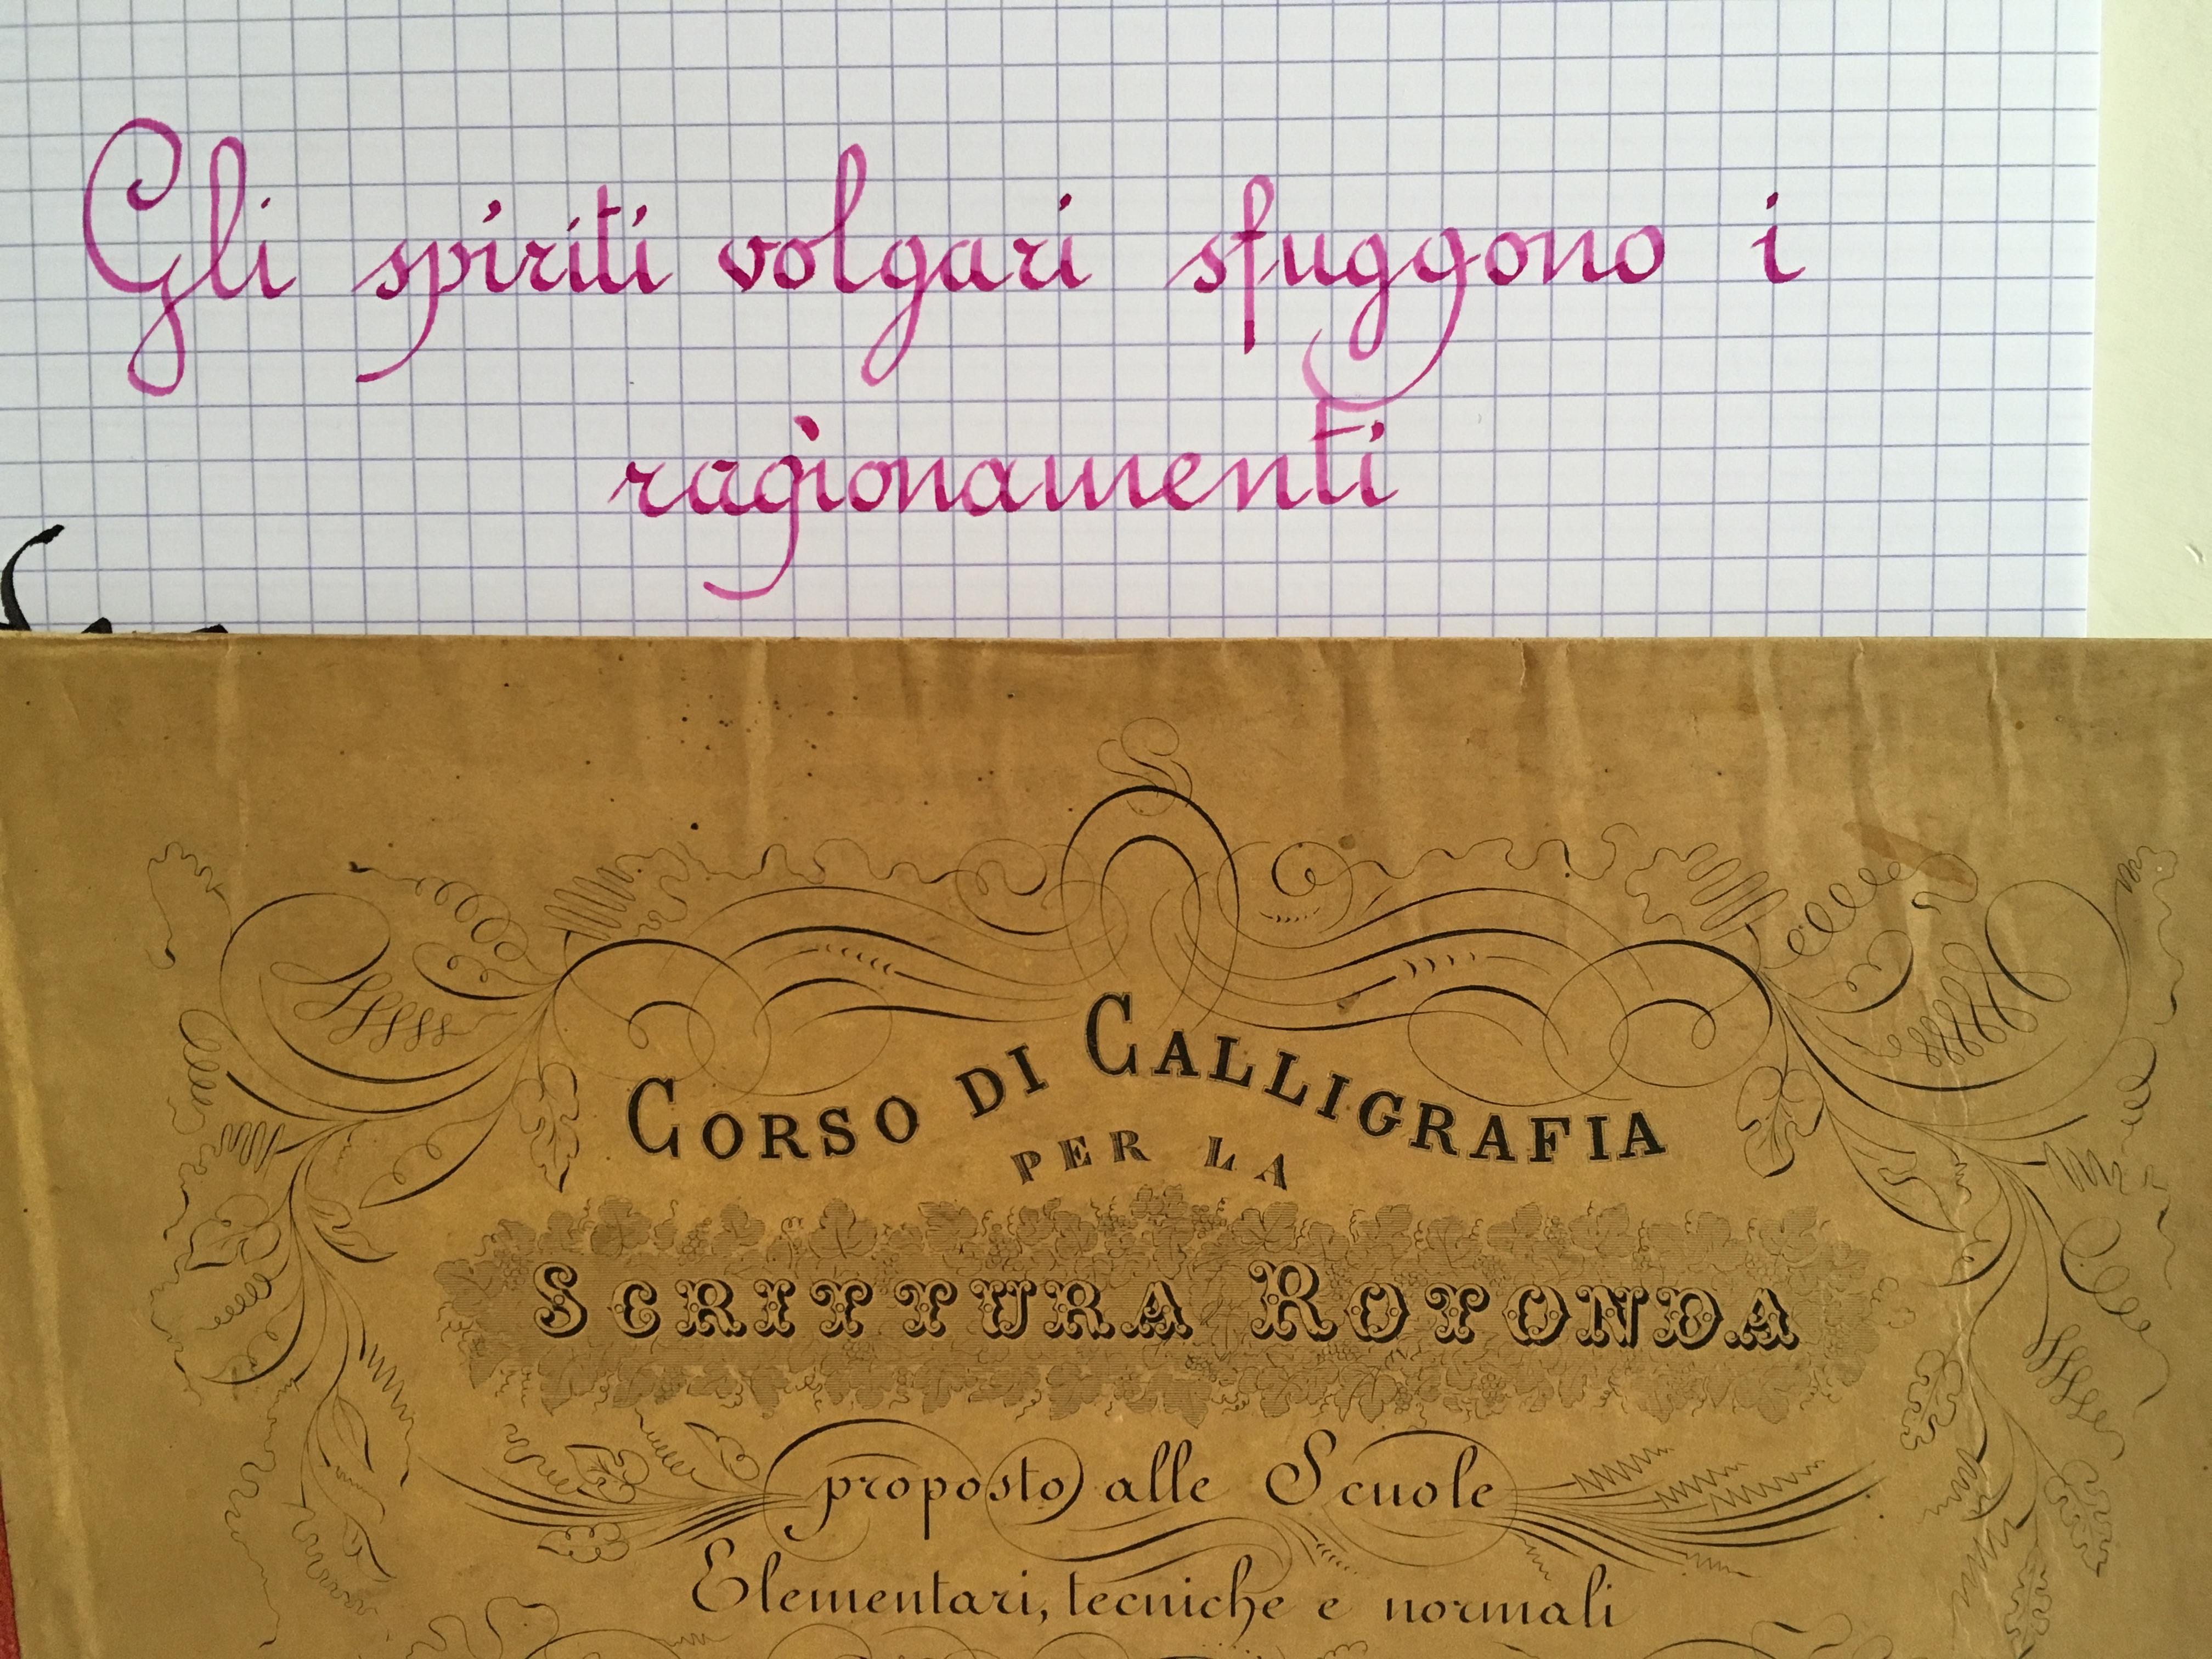 Gli spiriti volgari sfuggono i
ragionamenti
CORSO DI CALLIGRAFIA
PER LA
SCRITTURA ROTONDA
proposto alle Scuole
Elementari, tecniche e normali